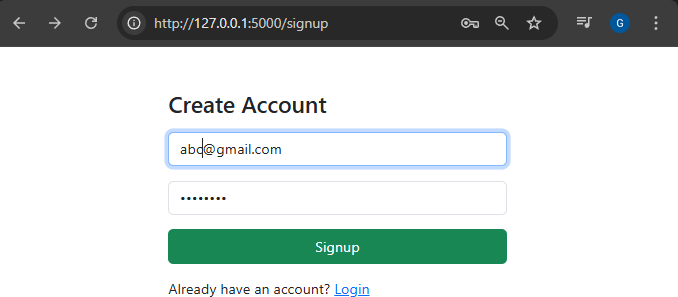 http://127.0.0.1:5000/signup
G
Create Account
abc@gmail.com
••••••••
Signup
Already have an account? Login